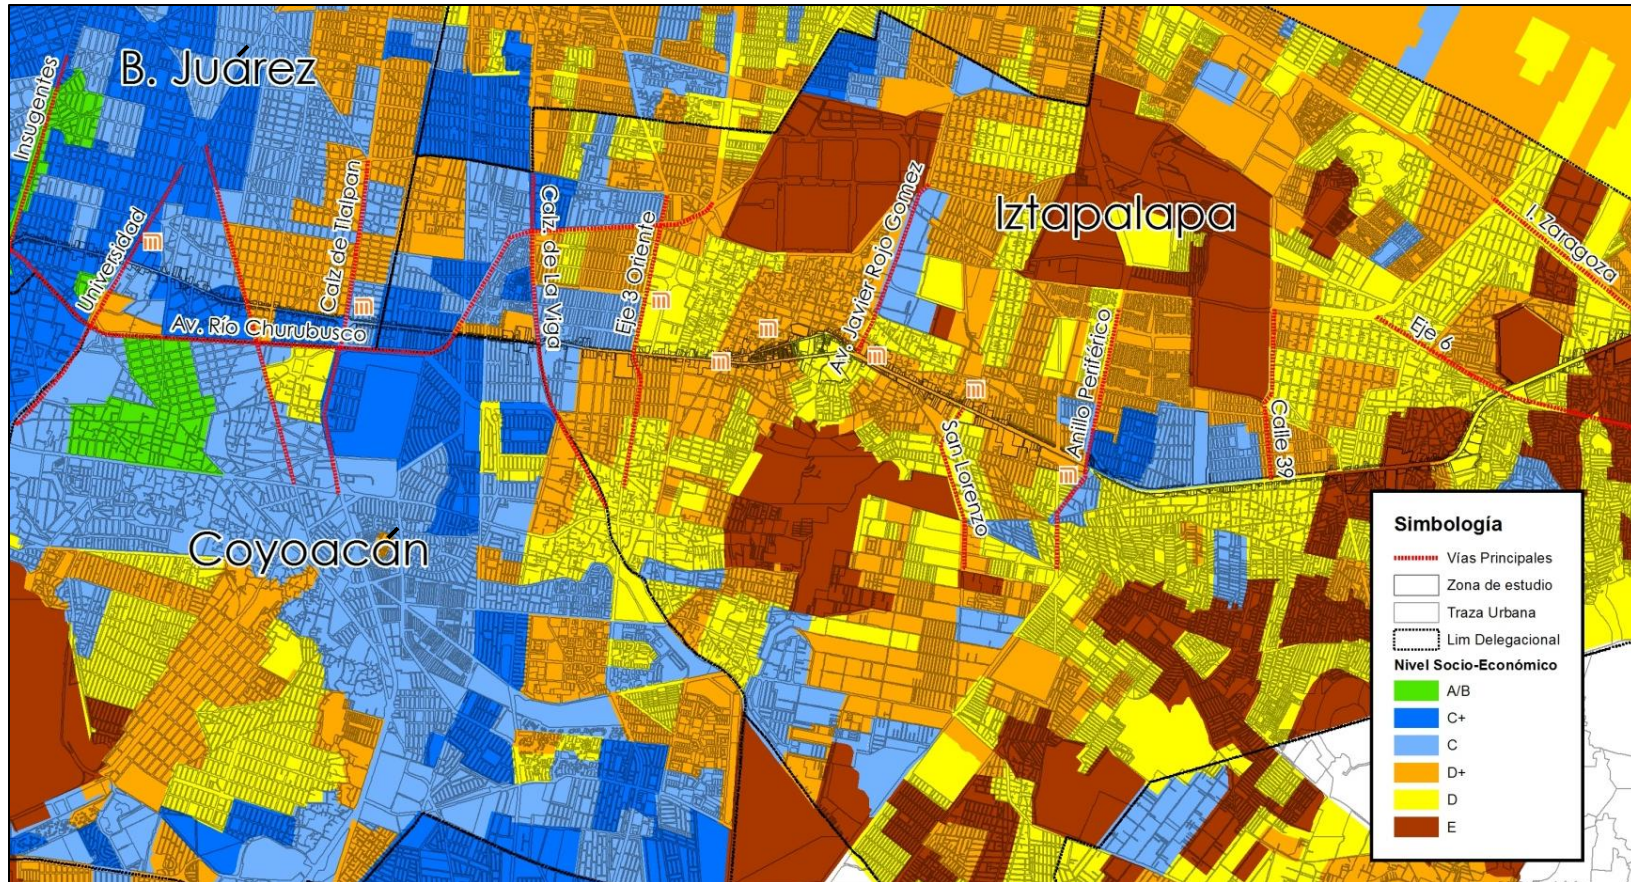 B. Juárez
Insugentes
Universidad
Calz de Tlalpan
Av. Río Churubusco
Calz. de La Viga
Eje 3 Oriente
Av. Javier Rojo Gomez
Iztapalapa
I. Zaragoza
Eje 6
Anillo Periférico
San Lorenzo
Calle 39
Coyoacán
Simbología
Vías Principales
Zona de estudio
Traza Urbana
Lim Delegacional
Nivel Socio-Económico
A/B
C+
C
D+
D
E